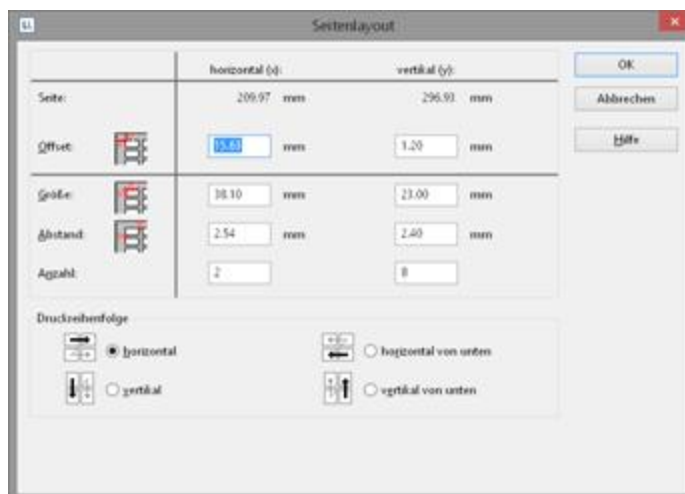 LL
Seitenlayout
horizontal (x):
vertikal (y):
OK
Seite:
209.97 mm
296.93 mm
Abbrechen
Offset:
15.63 mm
1.20 mm
Hilfe
Größe:
38.10 mm
23.00 mm
Abstand:
2.54 mm
2.40 mm
Anzahl:
2
8
Druckreihenfolge
horizontal
horizontal von unten
vertikal
vertikal von unten